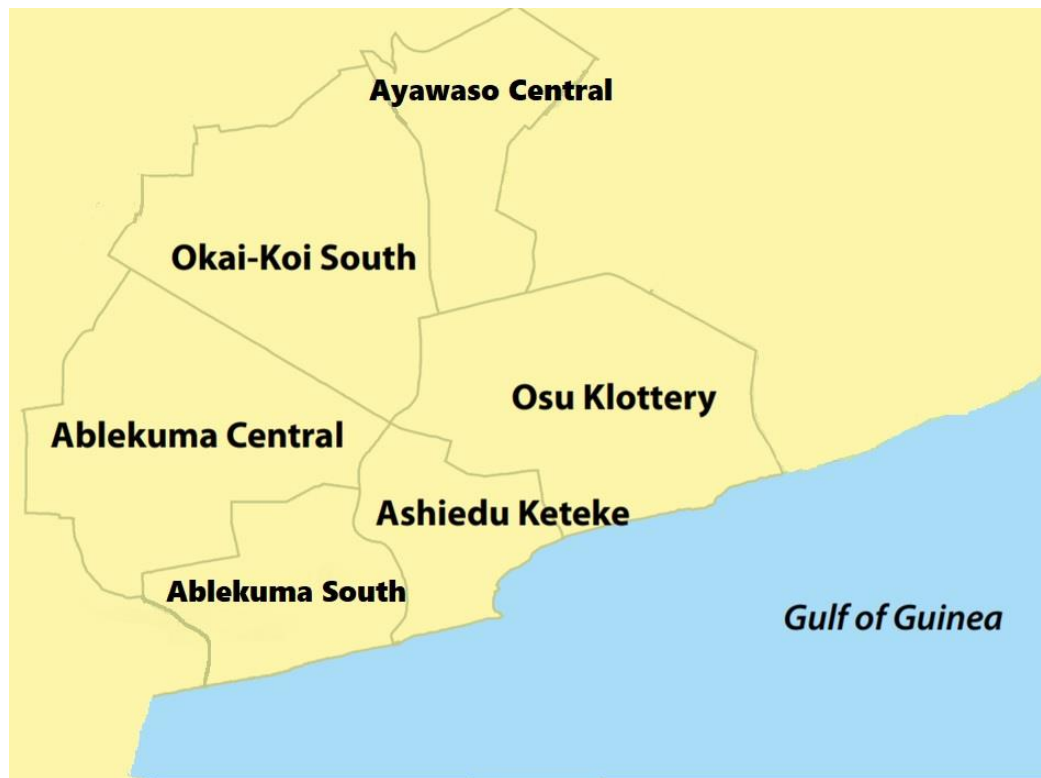 Ayawaso Central
Okai-Koi South
Osu Klottery
Ablekuma Central
Ashiedu Keteke
Ablekuma South
Gulf of Guinea